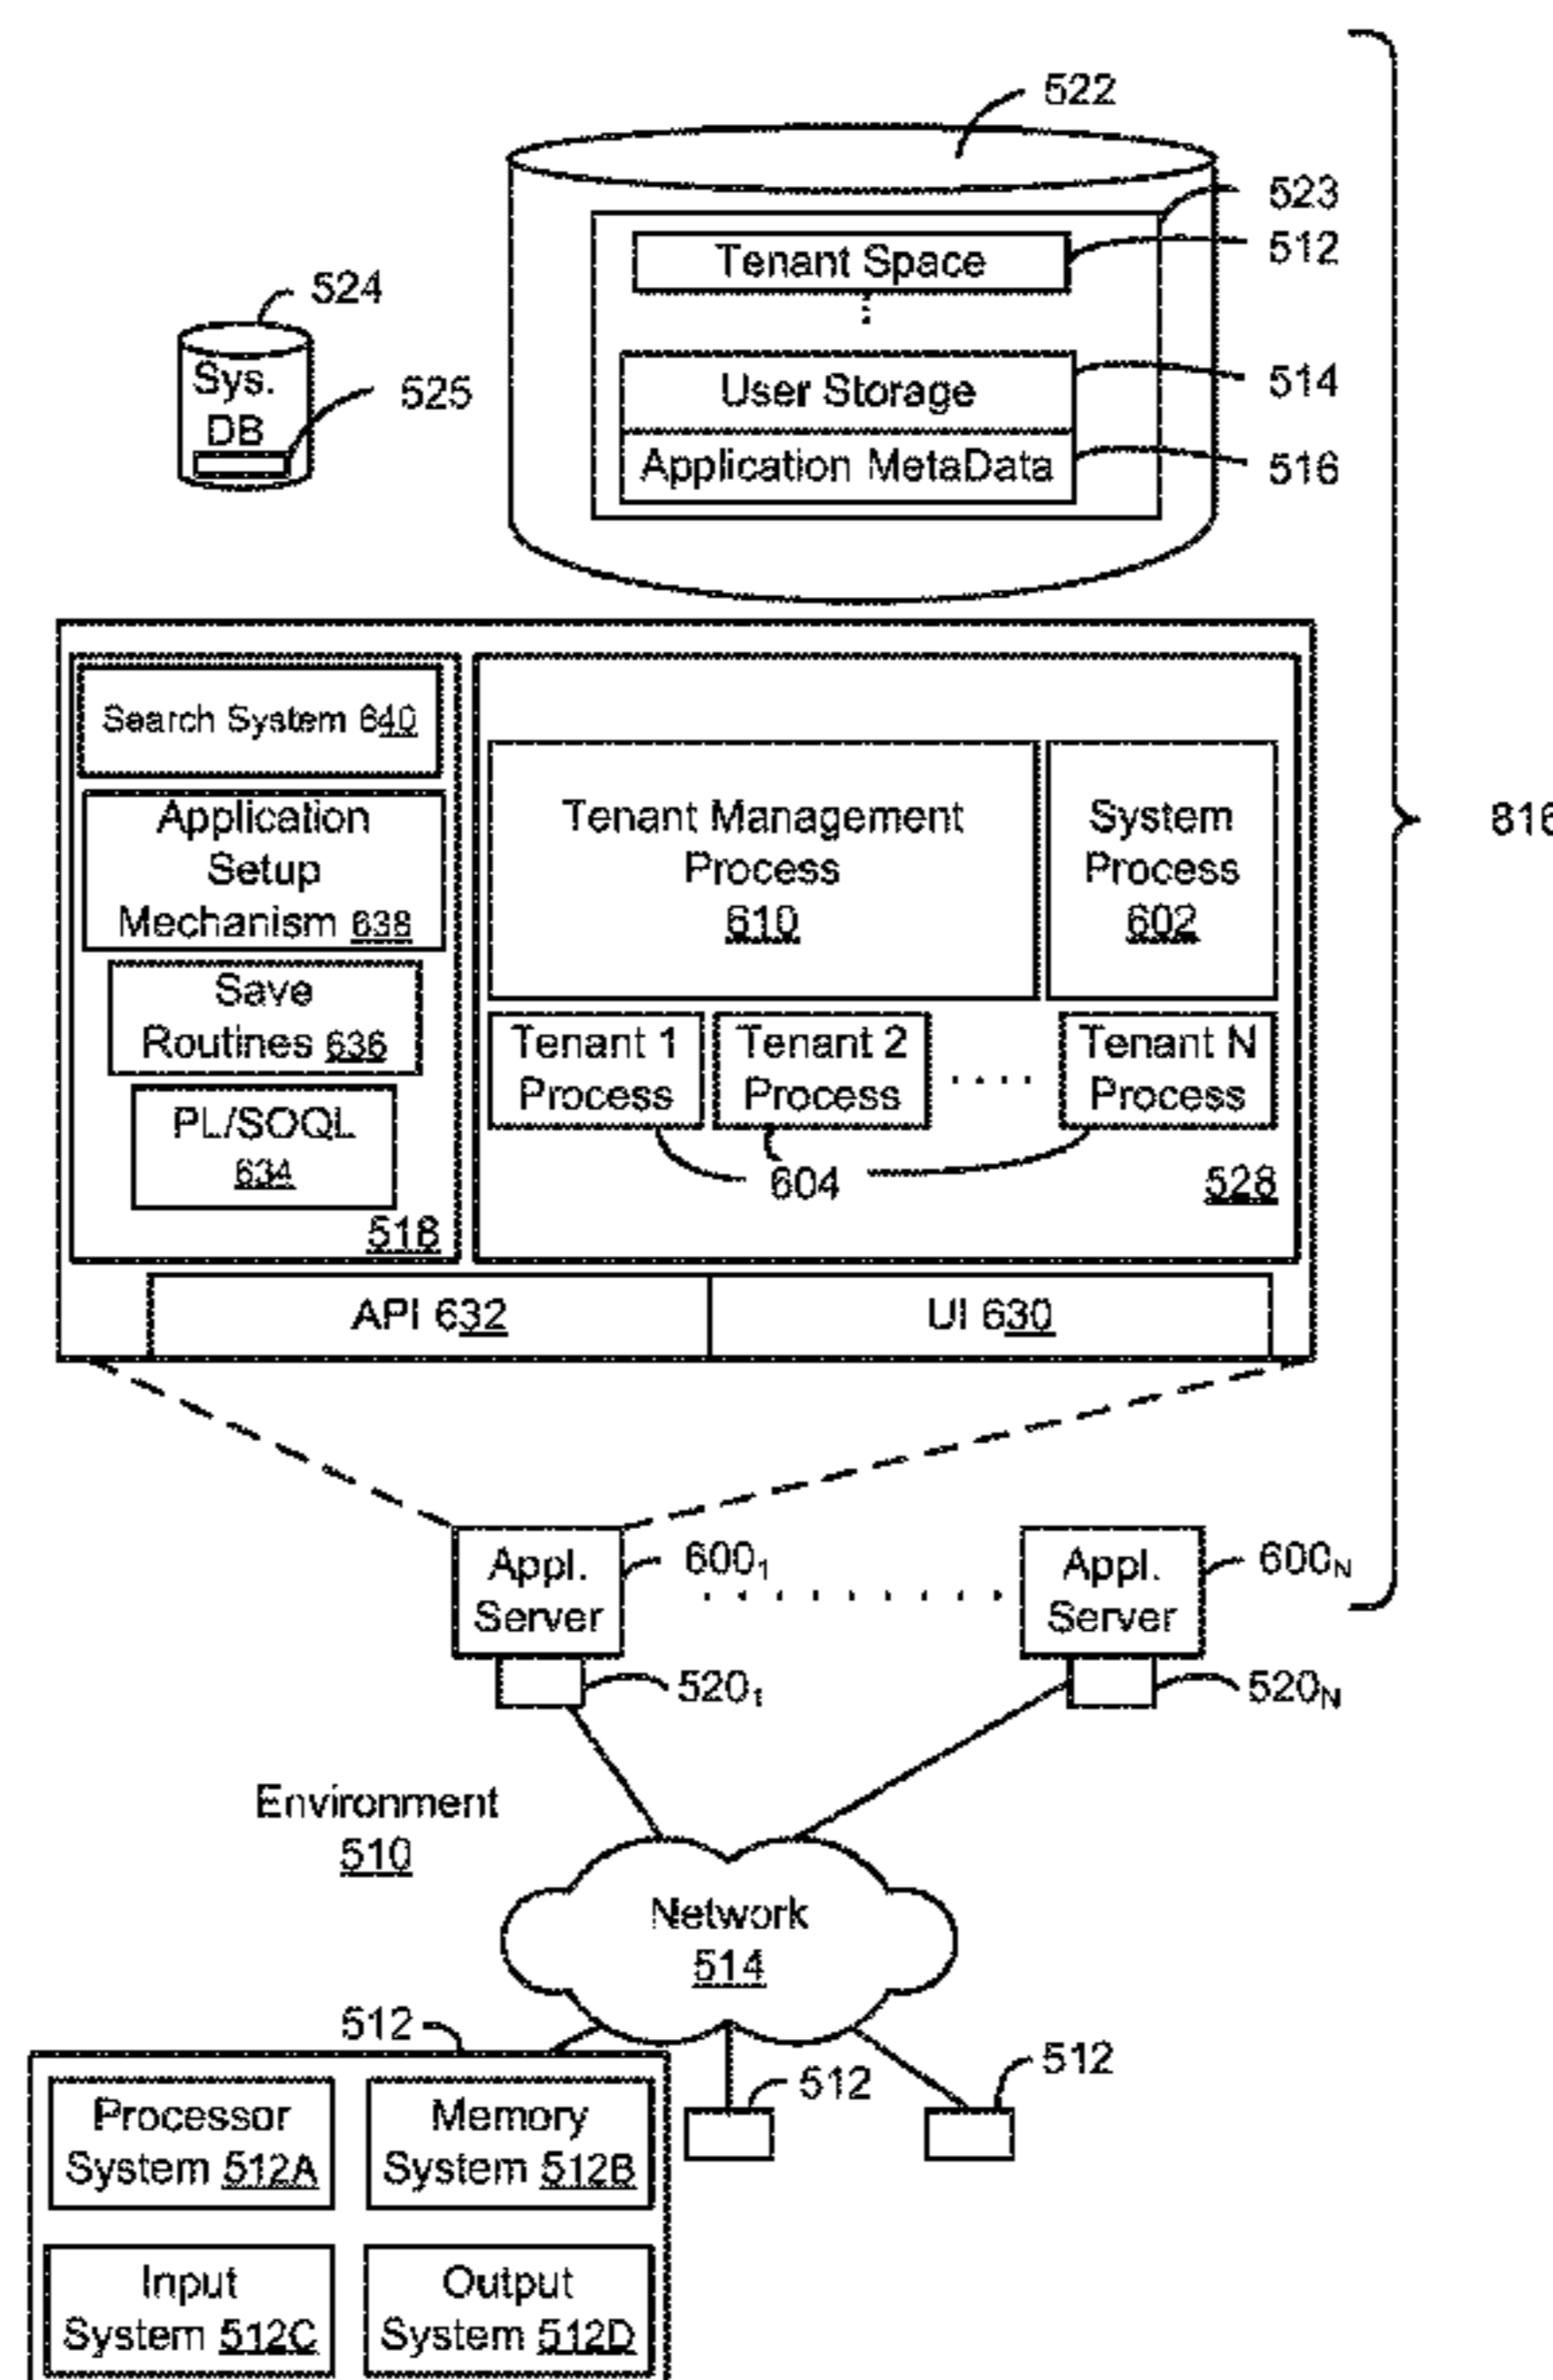 522
523
Tenant Space
512
524
Sys.
DB
525
User Storage
514
Application MetaData
516
Search System 640
Application
Setup
Mechanism 638
Save
Routines 636
PL/SOQL
634
518
Tenant Management
Process
610
System
Process
602
Tenant 1
Process
Tenant 2
Process
Tenant N
Process
604
528
API 632
UI 630
816
Appl.
Server
600₁
Appl.
Server
600N
520₁
520N
Environment
510
Network
514
512
512
512
Processor
System 512A
Memory
System 512B
Input
System 512C
Output
System 512D